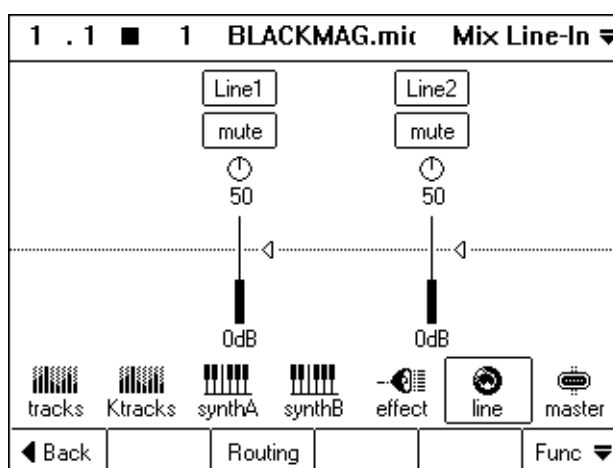 1 . 1 1 BLACKMAG.mid Mix Line-In
Line1 Line2
mute mute
50 50
0dB 0dB
tracks Ktracks synthA synthB effect line master
Back Routing Func